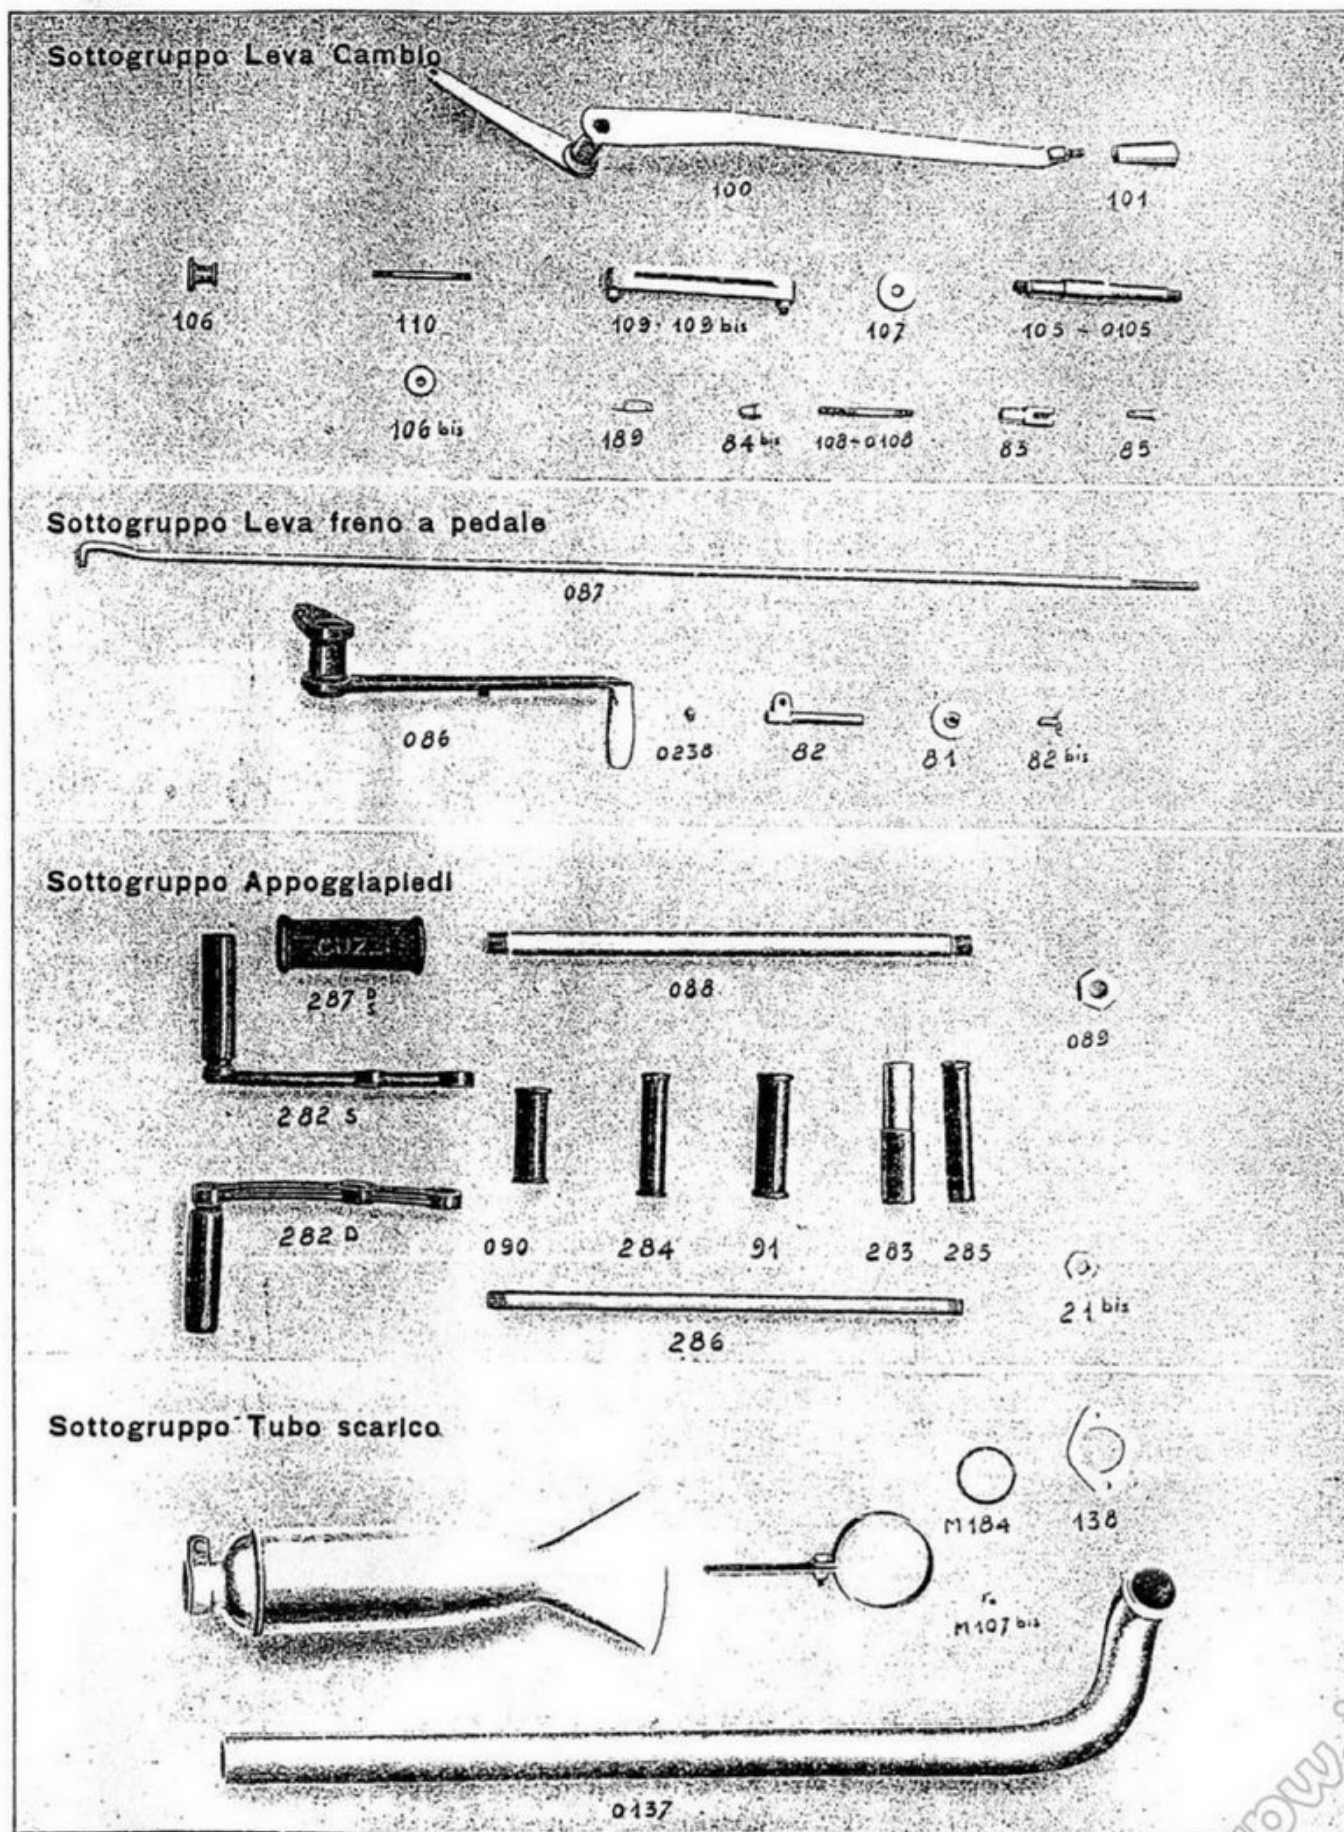 Sottogruppo Leva Cambio
100
101
106
110
109 - 109 bis
107
105 - 0105
106 bis
189
84 bis
108 - 0108
83
85
Sottogruppo Leva freno a pedale
087
086
0238
82
81
82 bis
Sottogruppo Appoggiapiedi
287 D S
088
089
282 S
282 D
090
284
91
283
285
21 bis
286
Sottogruppo Tubo scarico
M184
138
M107 bis
0137